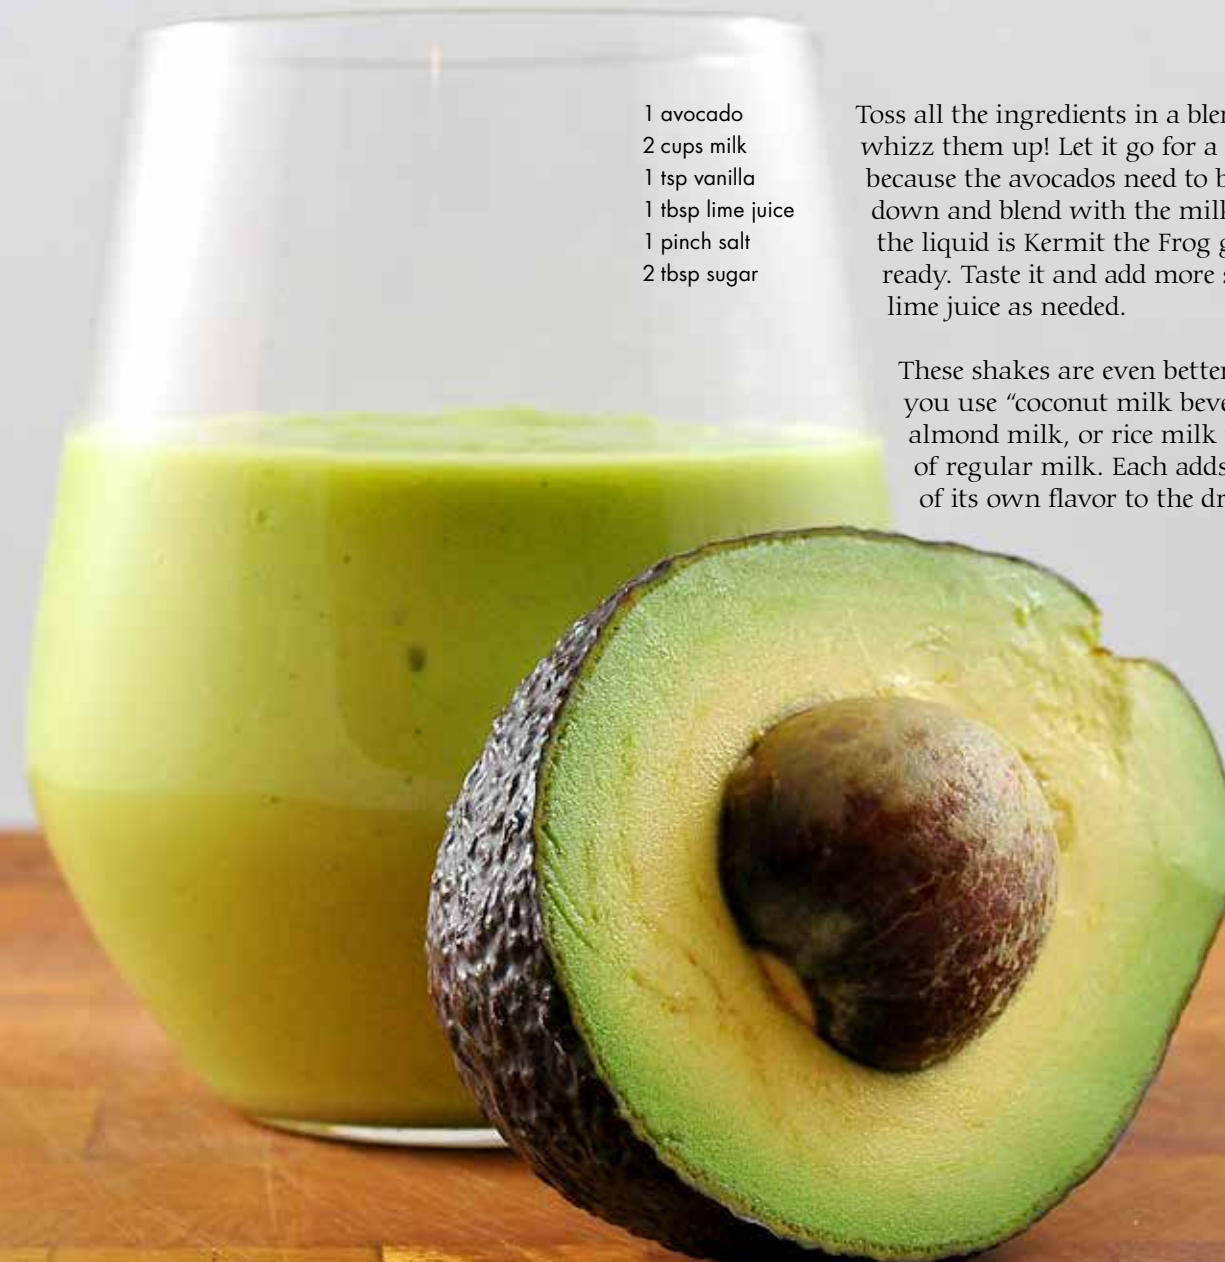 1 avocado
2 cups milk
1 tsp vanilla
1 tbsp lime juice
1 pinch salt
2 tbsp sugar
Toss all the ingredients in a
whizz them up! Let it go for a
because the avocados need to
down and blend with the milk
the liquid is Kermit the Frog
ready. Taste it and add more
lime juice as needed.
These shakes are even better
you use “coconut milk
almond milk, or rice milk
of regular milk. Each adds
of its own flavor to the